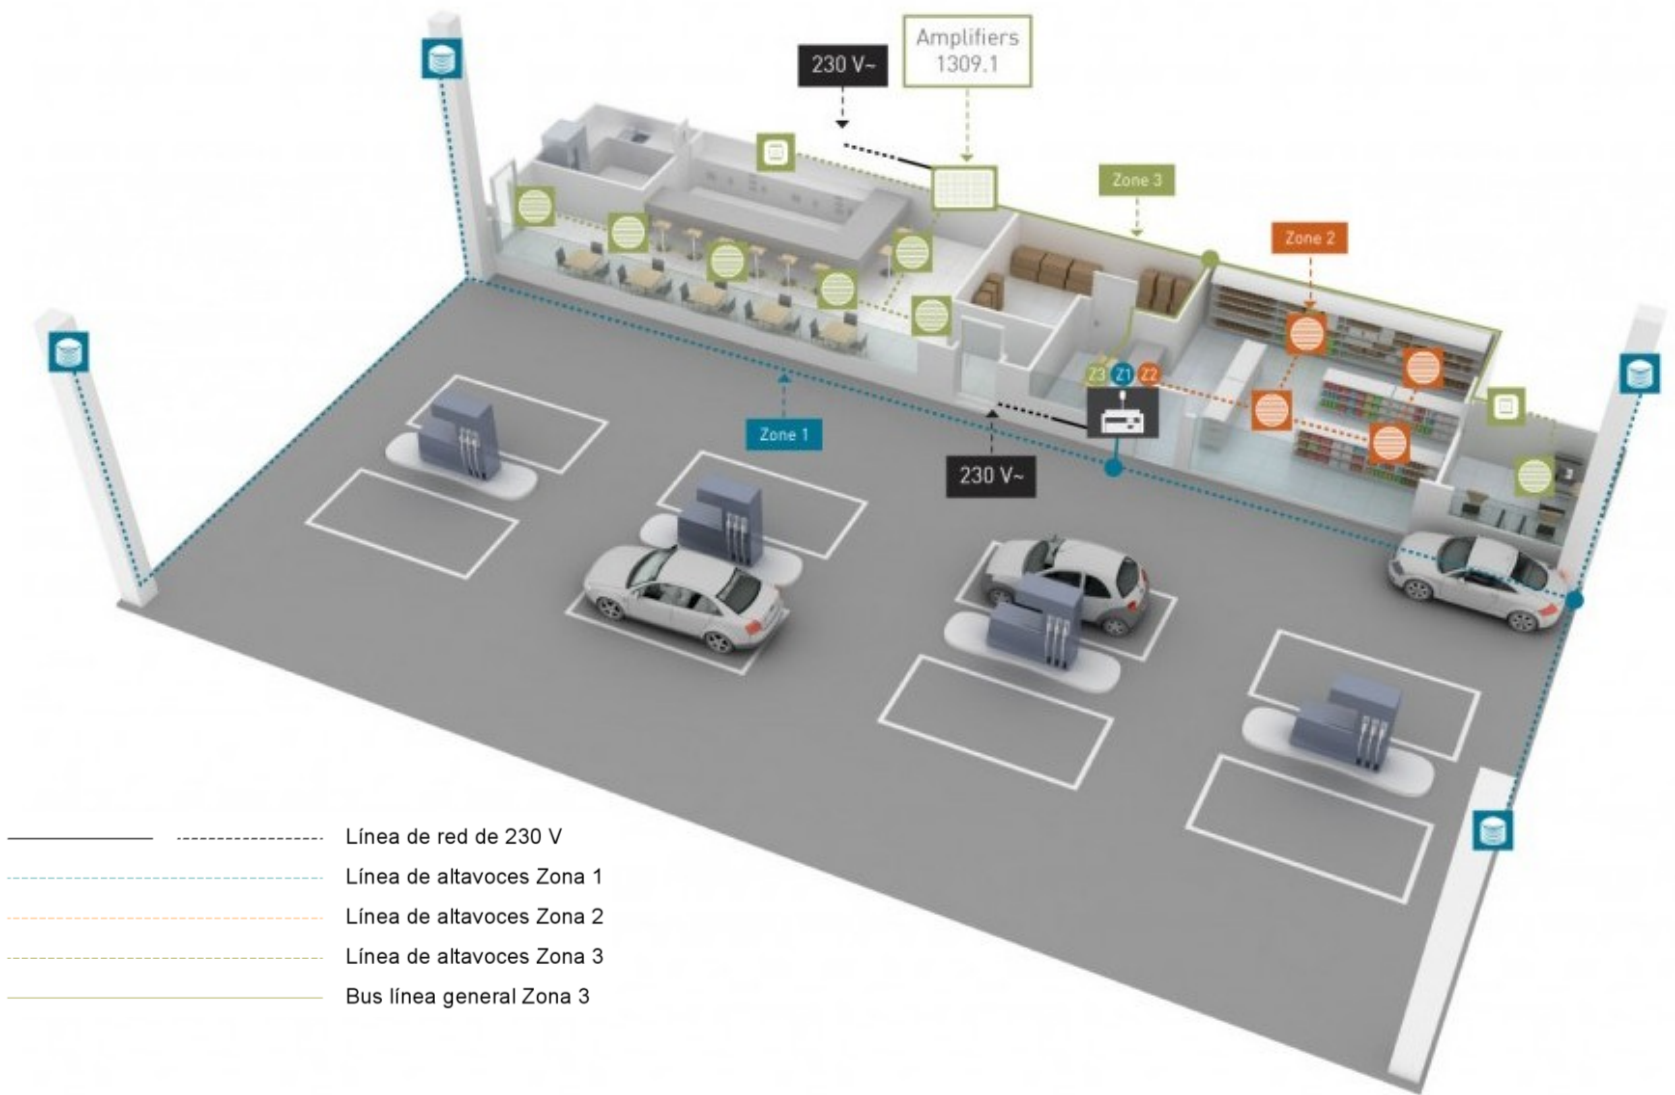 Amplifiers
1309.1
230 V~
Zone 3
Zone 2
Z3 Z1 Z2
Zone 1
230 V~
Línea de red de 230 V
Línea de altavoces Zona 1
Línea de altavoces Zona 2
Línea de altavoces Zona 3
Bus línea general Zona 3